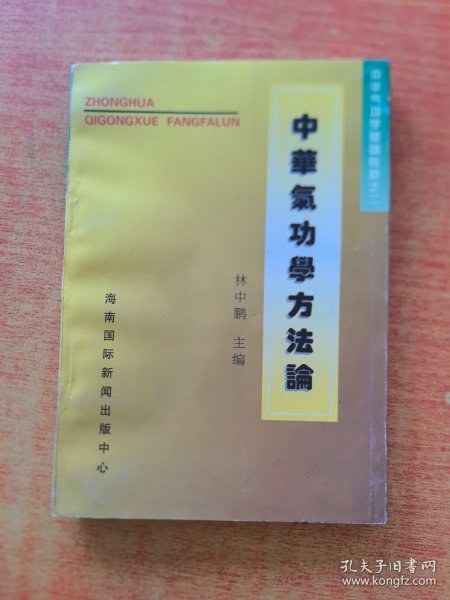 ZHONGHUA
QIGONGXUE FANGFALUN
中華氣功學方法論
林中鹏 主编
海南国际新闻出版中心
孔夫子旧书网
www.kongfz.com